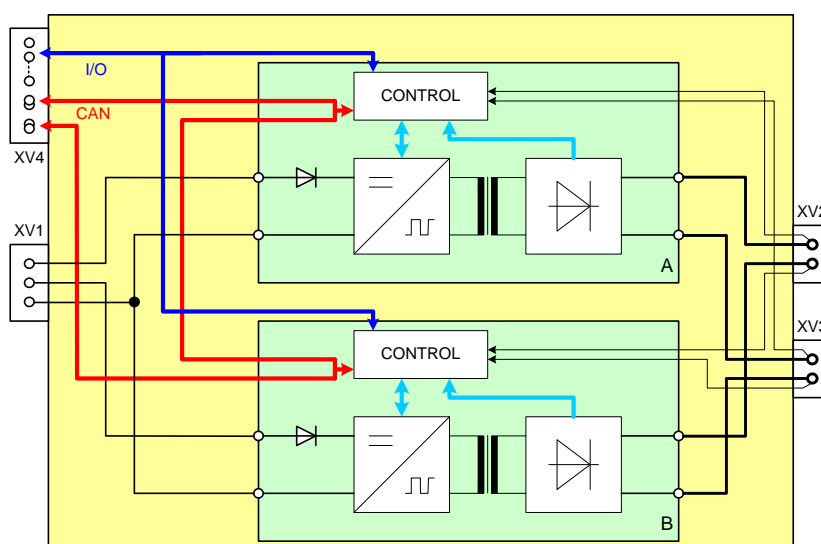 I/O
CONTROL
CAN
XV4
XV1
XV2
A
XV3
CONTROL
B